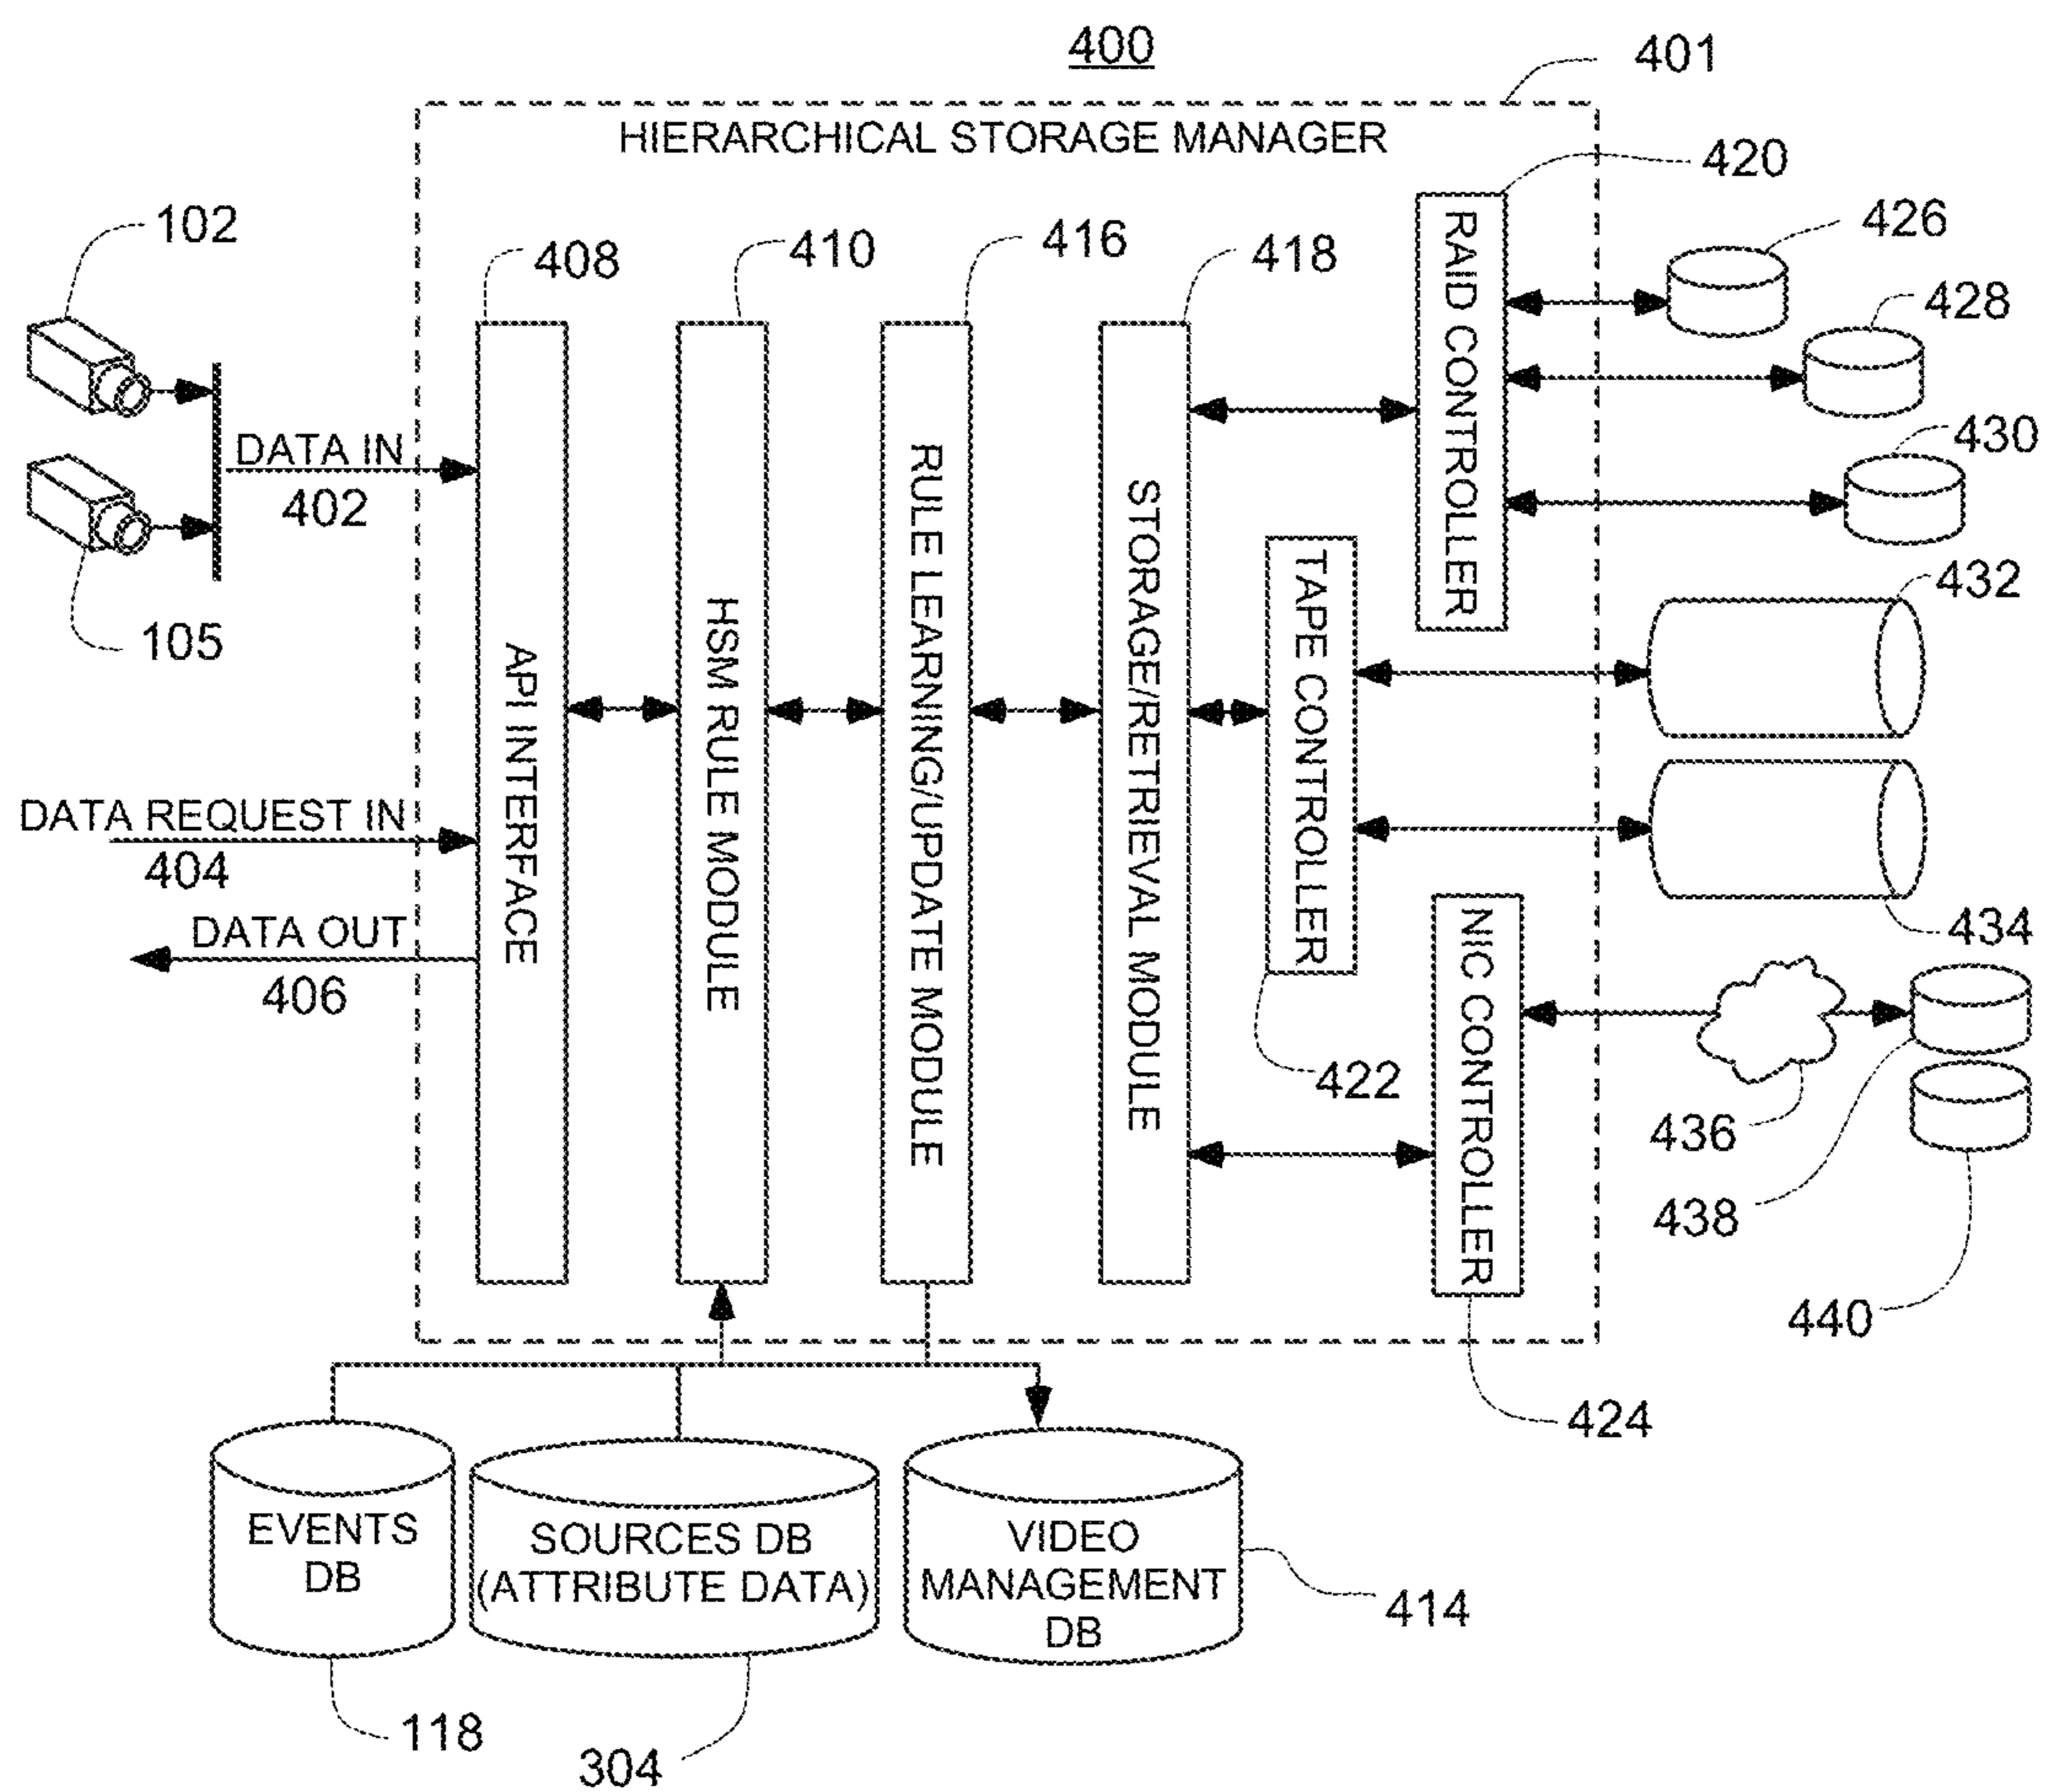 400
401
HIERARCHICAL STORAGE MANAGER
420
102
408
410
416
418
426
428
430
RAID CONTROLLER
DATA IN
402
105
API INTERFACE
HSM RULE MODULE
RULE LEARNING/UPDATE MODULE
STORAGE/RETRIEVAL MODULE
TAPE CONTROLLER
432
DATA REQUEST IN
404
DATA OUT
406
434
NIC CONTROLLER
422
436
438
440
424
EVENTS
DB
SOURCES DB
(ATTRIBUTE DATA)
VIDEO
MANAGEMENT
DB
414
118
304